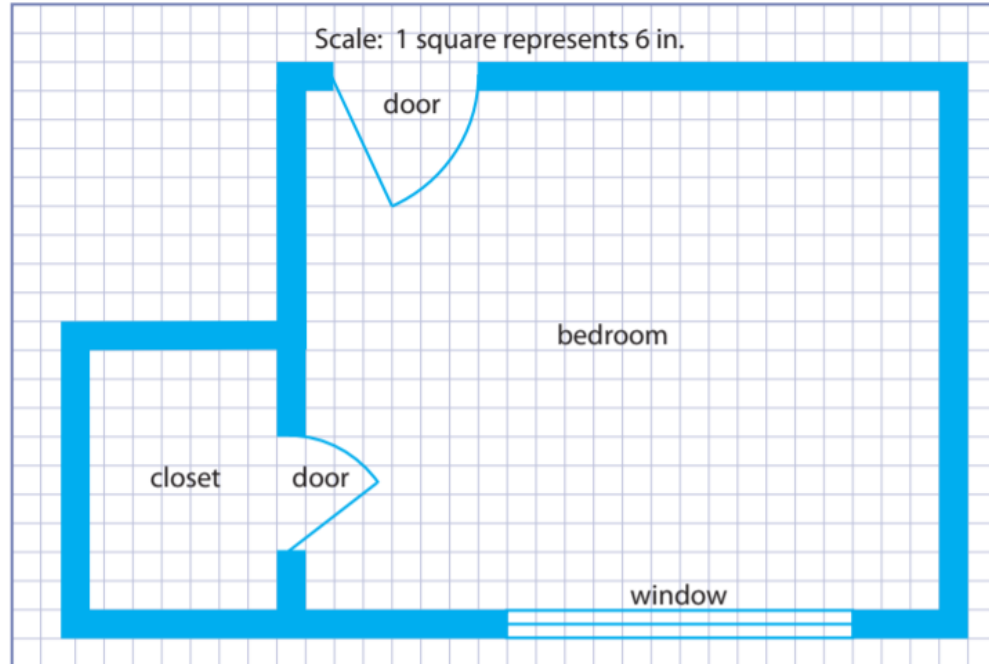 Scale: 1 square represents 6 in.
door
bedroom
closet
door
window